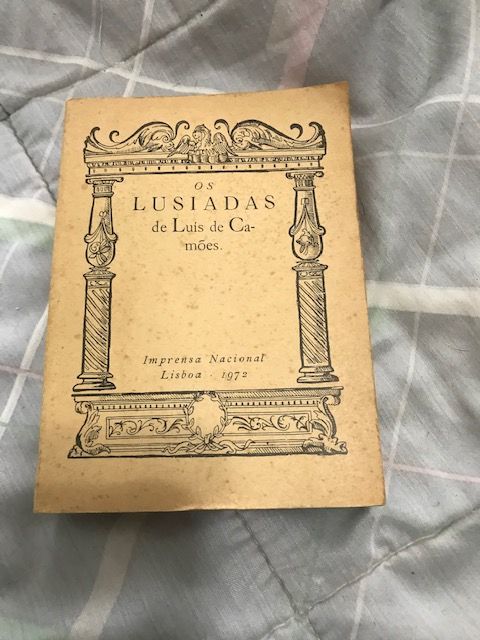 OS
LUSIADAS
de Luis de Ca-
mões.
Imprensa Nacional
Lisboa · 1972